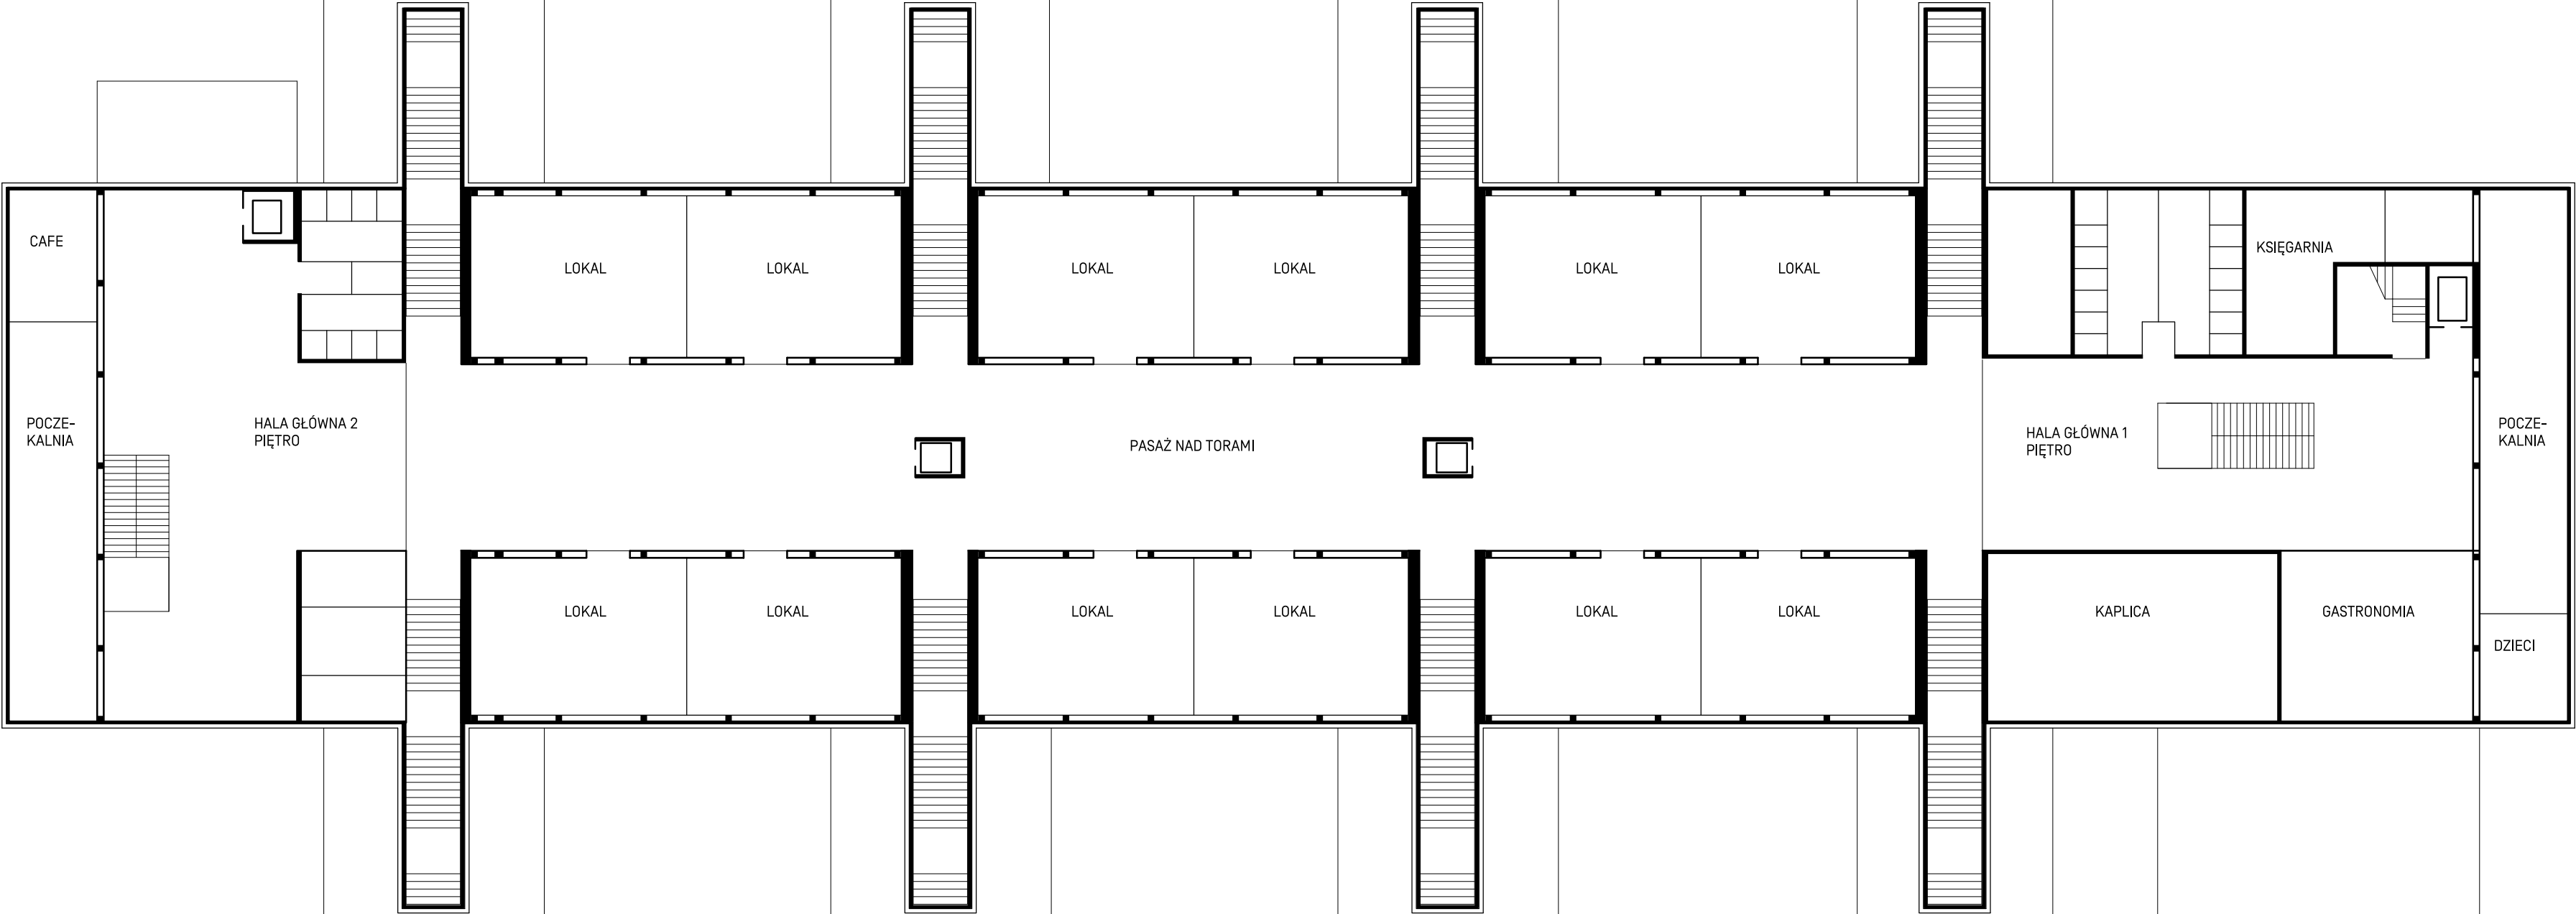 CAFE
LOKAL
LOKAL
LOKAL
LOKAL
LOKAL
LOKAL
KSIĘGARNIA
POCZE-
KALNIA
HALA GŁÓWNA 2
PIĘTRO
PASAŻ NAD TORAMI
HALA GŁÓWNA 1
PIĘTRO
POCZE-
KALNIA
LOKAL
LOKAL
LOKAL
LOKAL
LOKAL
LOKAL
KAPLICA
GASTRONOMIA
DZIECI